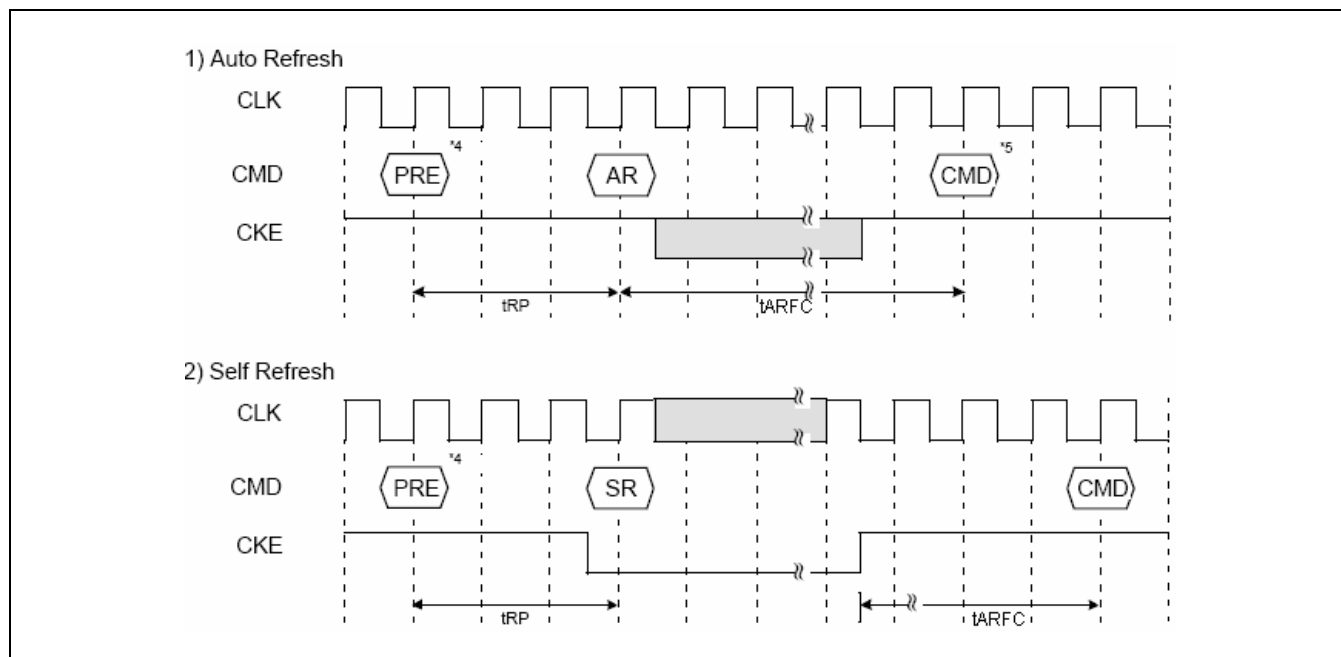 1) Auto Refresh
CLK
CMD PRE *4 AR CMD *5
CKE
tRP tARFC
2) Self Refresh
CLK
CMD PRE *4 SR CMD
CKE
tRP tARFC